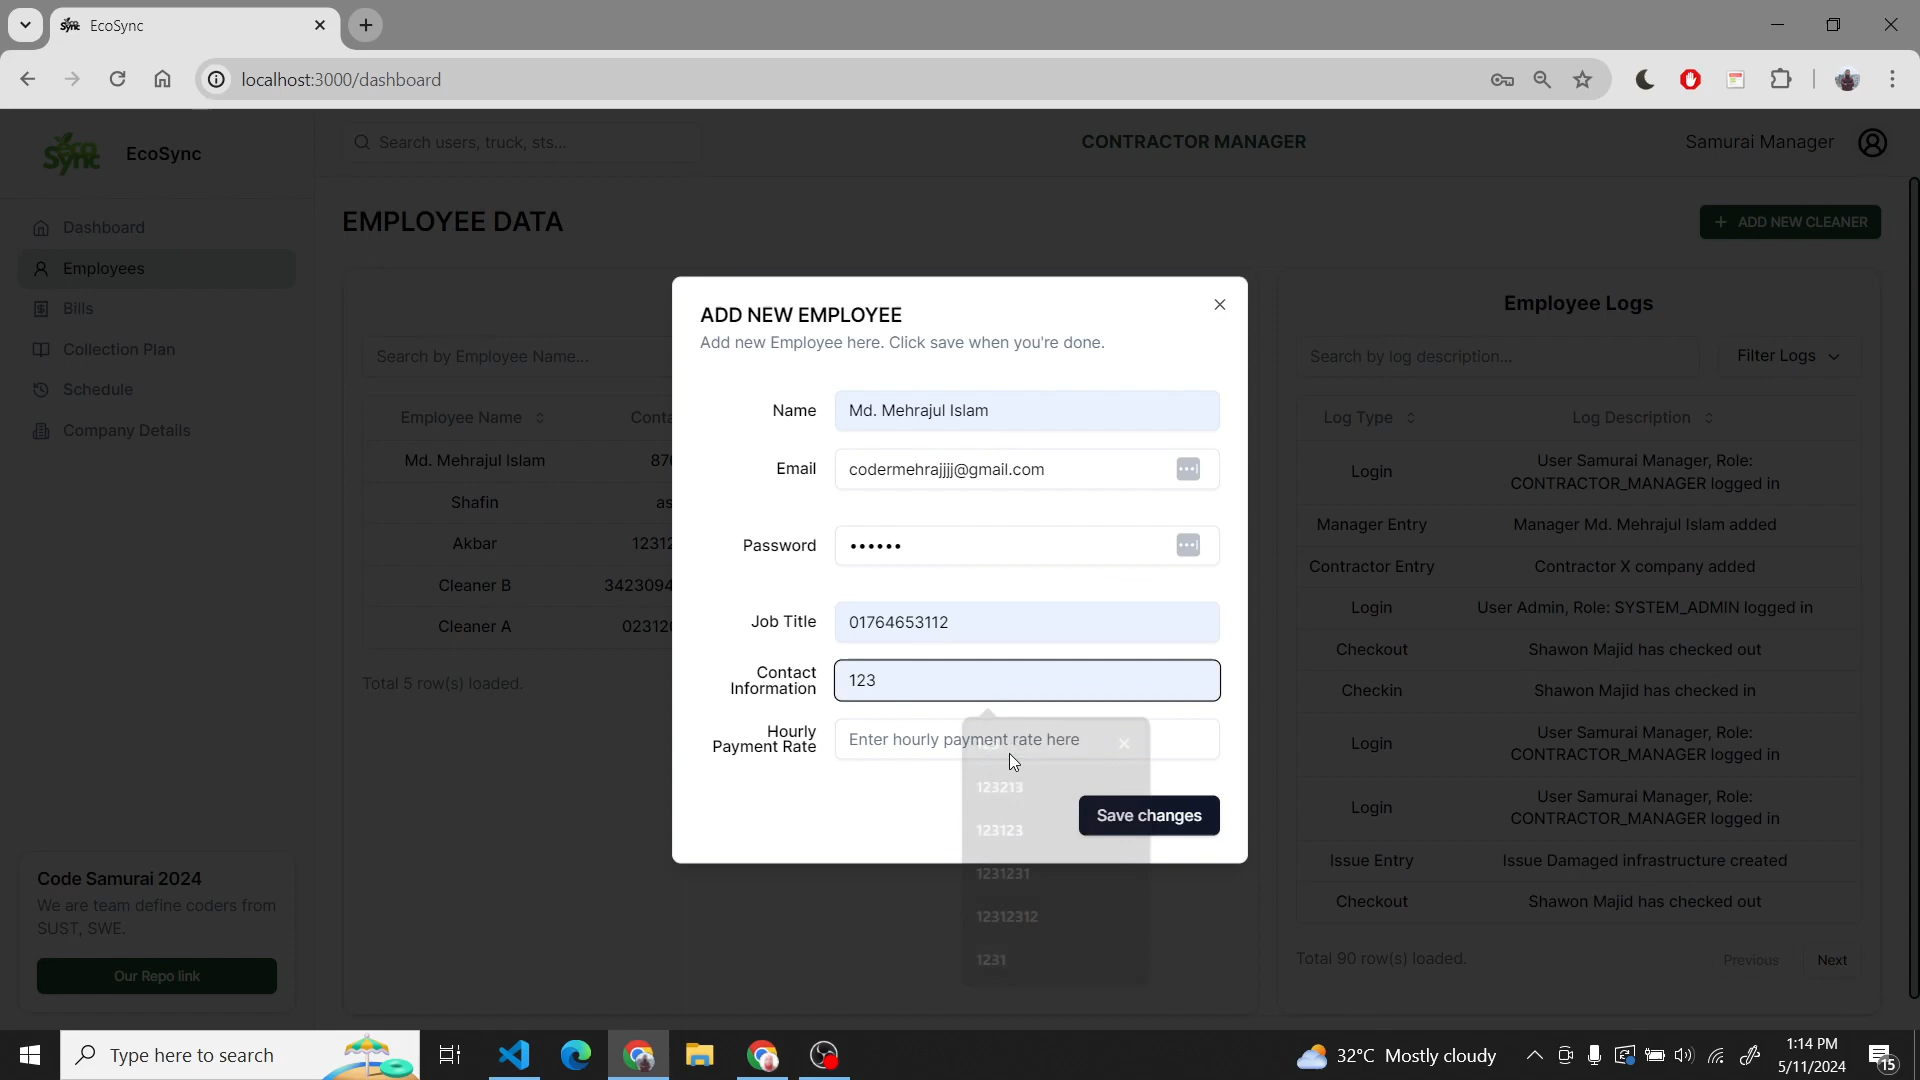 EcoSync
localhost:3000/dashboard
Sync
EcoSync
Search users, truck, sts...
CONTRACTOR MANAGER
Samurai Manager
Dashboard
Employees
Bills
Collection Plan
Schedule
Company Details
Code Samurai 2024
We are team define coders from
SUST, SWE.
Our Repo link
EMPLOYEE DATA
+ ADD NEW CLEANER
Search by Employee Name...
Employee Name
Conta
Md. Mehrajul Islam
876
Shafin
as
Akbar
12312
Cleaner B
3423094
Cleaner A
023120
Total 5 row(s) loaded.
ADD NEW EMPLOYEE
Add new Employee here. Click save when you're done.
Name
Md. Mehrajul Islam
Email
codermehrajjjj@gmail.com
Password
••••••
Job Title
01764653112
Contact
Information
123
Hourly
Payment Rate
Enter hourly payment rate here
123213
123123
1231231
12312312
1231
Save changes
Employee Logs
Search by log description...
Filter Logs
Log Type
Log Description
Login
User Samurai Manager, Role:
CONTRACTOR_MANAGER logged in
Manager Entry
Manager Md. Mehrajul Islam added
Contractor Entry
Contractor X company added
Login
User Admin, Role: SYSTEM_ADMIN logged in
Checkout
Shawon Majid has checked out
Checkin
Shawon Majid has checked in
Login
User Samurai Manager, Role:
CONTRACTOR_MANAGER logged in
Login
User Samurai Manager, Role:
CONTRACTOR_MANAGER logged in
Issue Entry
Issue Damaged infrastructure created
Checkout
Shawon Majid has checked out
Total 90 row(s) loaded.
Previous
Next
Type here to search
32°C Mostly cloudy
1:14 PM
5/11/2024
15